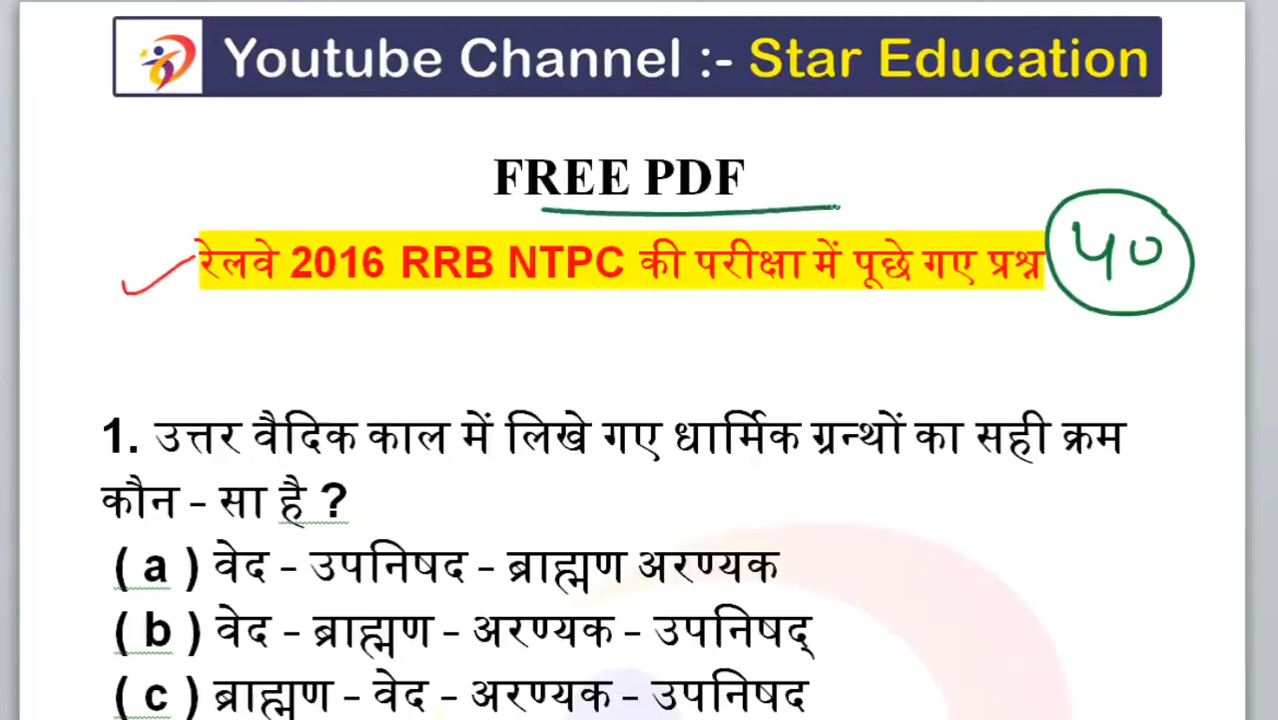 Youtube Channel :- Star Education
FREE PDF
रेलवे 2016 RRB NTPC की परीक्षा में पूछे गए प्रश्न ५०
1. उत्तर वैदिक काल में लिखे गए धार्मिक ग्रन्थों का सही क्रम
कौन - सा है ?
( a ) वेद - उपनिषद - ब्राह्मण अरण्यक
( b ) वेद - ब्राह्मण - अरण्यक - उपनिषद्
( c ) ब्राह्मण - वेद - अरण्यक - उपनिषद